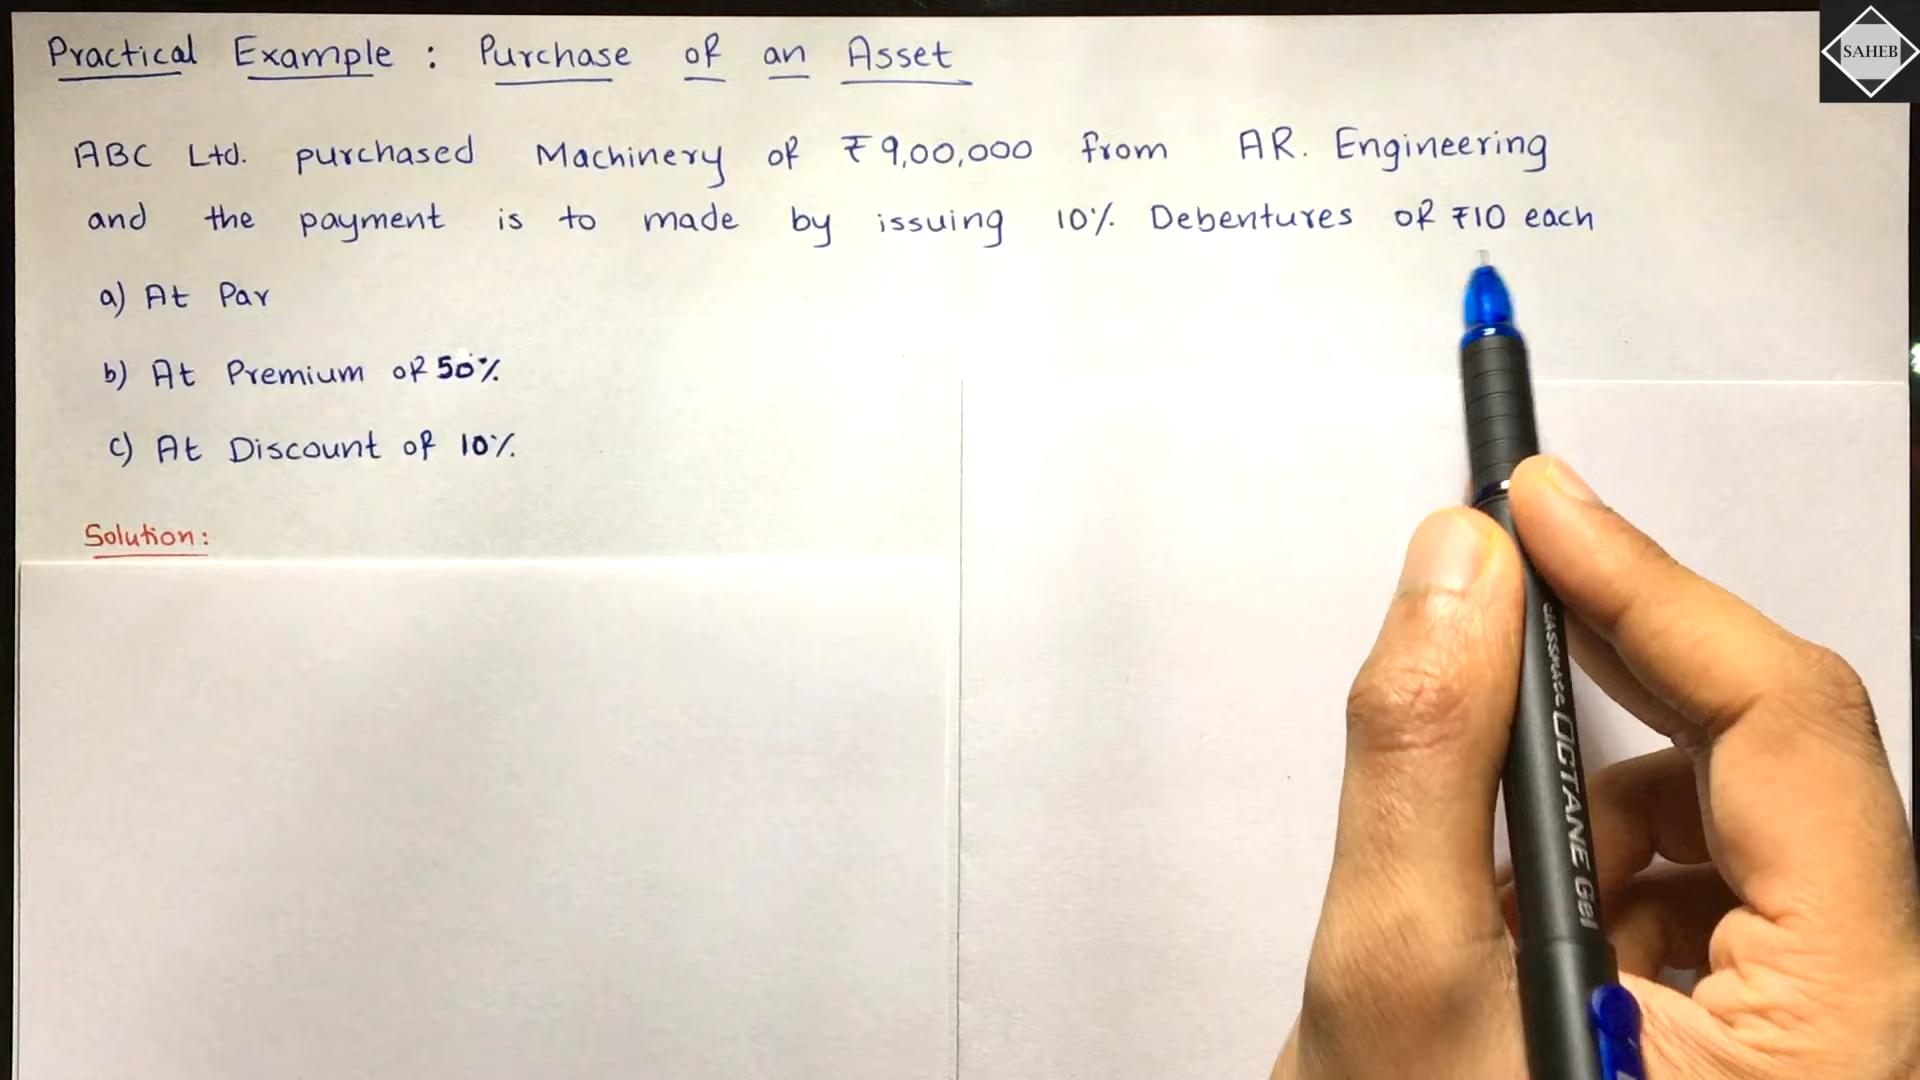 Practical Example : Purchase of an Asset
SAHEB
ABC Ltd. purchased Machinery of ₹9,00,000 from AR. Engineering
and the payment is to made by issuing 10% Debentures of ₹10 each
a) At Par
b) At Premium of 50%
c) At Discount of 10%
Solution:
CLASSMATE OCTANE Gel